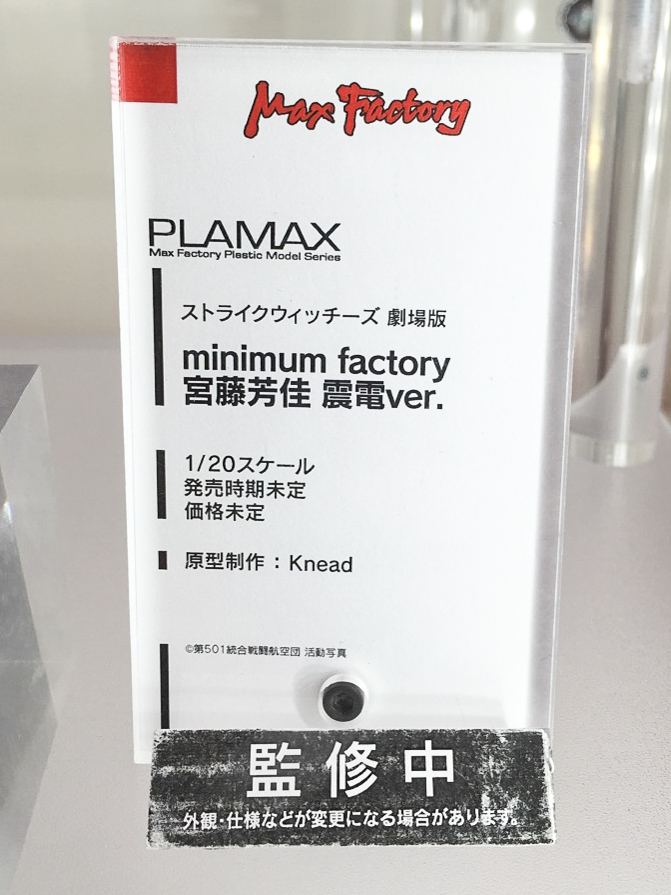 Max Factory
PLAMAX
Max Factory Plastic Model Series
ストライクウィッチーズ 劇場版
minimum factory
宮藤芳佳 震電ver.
1/20スケール
発売時期未定
価格未定
原型制作：Knead
©第501統合戦闘航空団 活動写真
監修中
外観・仕様などが変更になる場合があります。